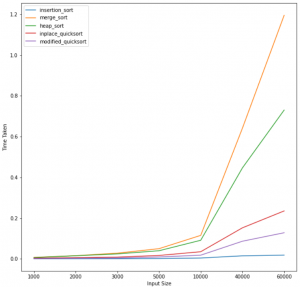 insertion_sort
merge_sort
heap_sort
inplace_quicksort
modified_quicksort
1.2
1.0
0.8
0.6
0.4
0.2
0.0
Time Taken
1000 2000 3000 5000 10000 40000 60000
Input Size